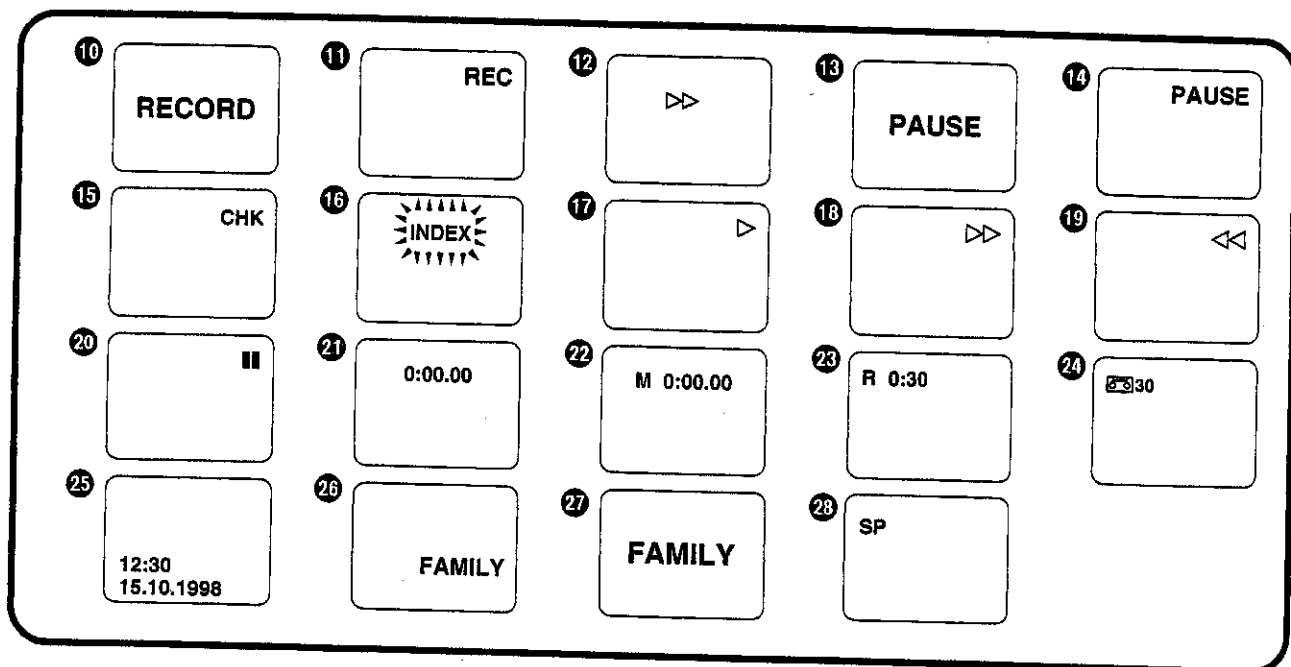 10 RECORD
11 REC
12 ▷▷
13 PAUSE
14 PAUSE
15 CHK
16 INDEX
17 ▷
18 ▷▷
19 ◁◁
20 ▮▮
21 0:00.00
22 M 0:00.00
23 R 0:30
24 30
25 12:30
15.10.1998
26 FAMILY
27 FAMILY
28 SP